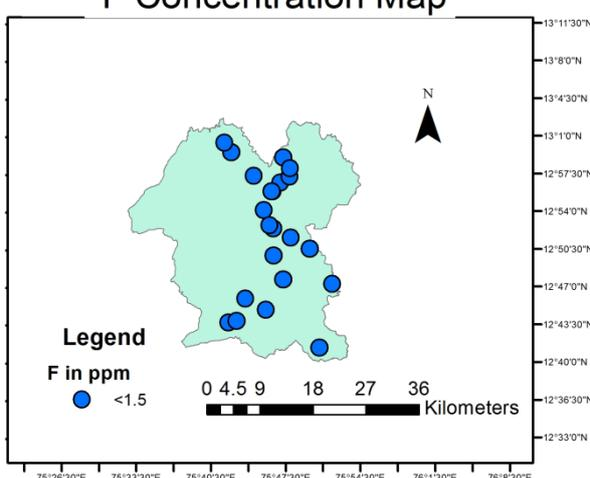 F Concentration Map
13°11'30"N
13°8'0"N
N
13°4'30"N
13°1'0"N
12°57'30"N
12°54'0"N
12°50'30"N
12°47'0"N
12°43'30"N
Legend
12°40'0"N
F in ppm
0 4.5 9 18 27 36
<1.5
Kilometers
12°36'30"N
12°33'0"N
75°26'30"E 75°33'30"E 75°40'30"E 75°47'30"E 75°54'30"E 76°1'30"E 76°8'30"E